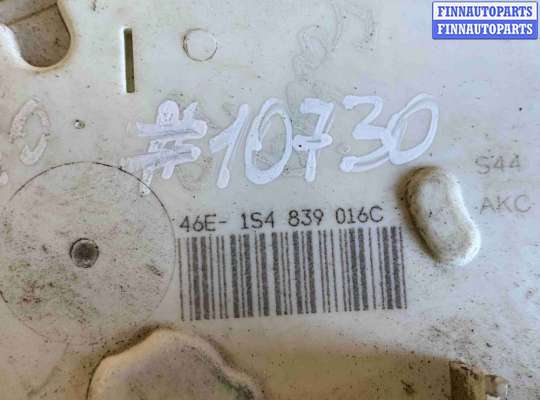 FINNAUTOPARTS
FINNAUTOPARTS
#10730
46E- 1S4 839 016C
S44
AKC